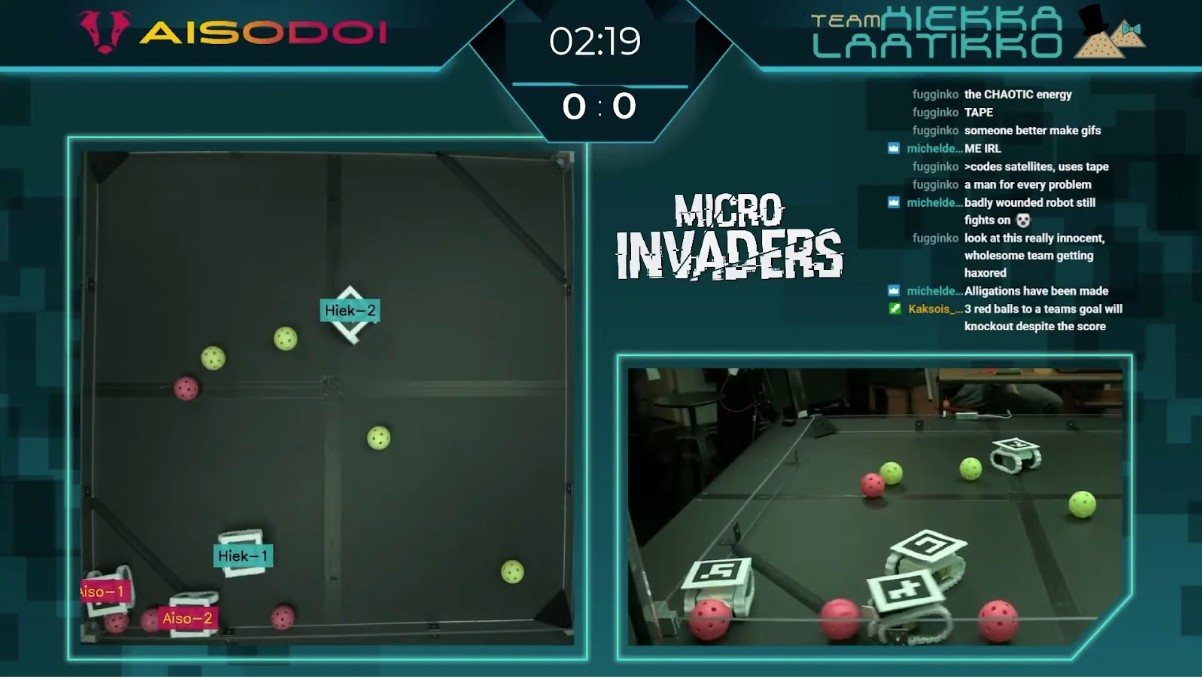 AISODOI
02:19
0 : 0
TEAM HIEKKA
LAATIKKO
fugginko the CHAOTIC energy
fugginko TAPE
fugginko someone better make gifs
michelde… ME IRL
fugginko >codes satellites, uses tape
fugginko a man for every problem
michelde… badly wounded robot still
fights on
fugginko look at this really innocent,
wholesome team getting
haxored
michelde… Alligations have been made
Kaksois_… 3 red balls to a teams goal will
knockout despite the score
MICRO
INVADERS
Hiek-2
Hiek-1
Aiso-1
Aiso-2